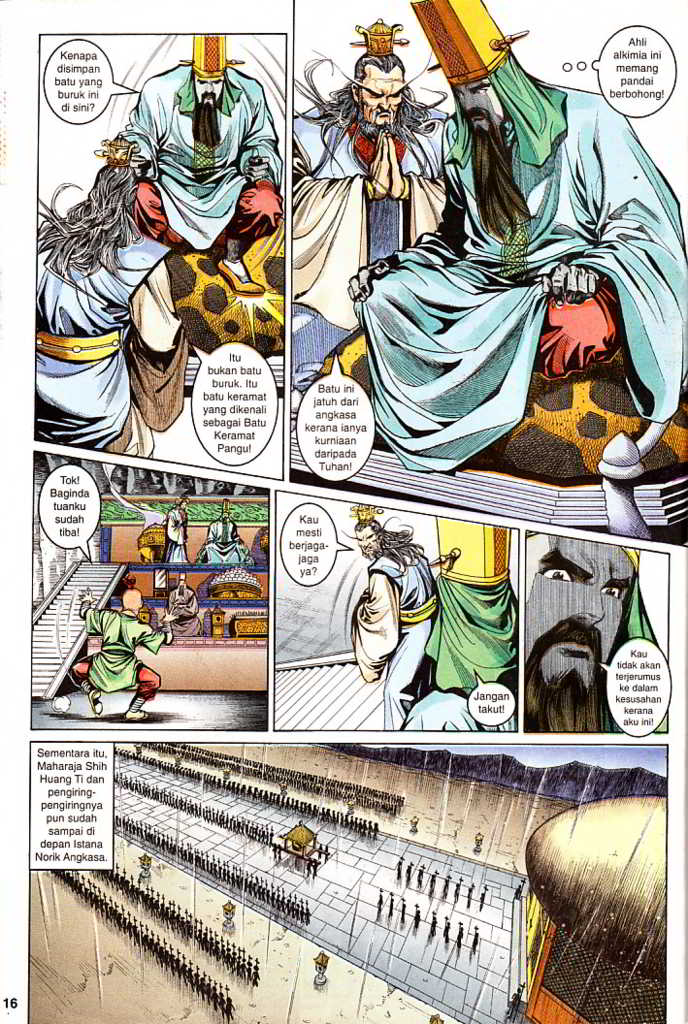 Kenapa
disimpan
batu yang
buruk ini
di sini?
Itu
bukan batu
buruk. Itu
batu keramat
yang dikenali
sebagai Batu
Keramat
Pangu!
Ahli
alkimia ini
memang
pandai
berbohong!
Batu ini
jatuh dari
angkasa
kerana ianya
kurniaan
daripada
Tuhan!
Tok!
Baginda
tuanku
sudah
tiba!
Kau
mesti
berjaga-
jaga
ya?
Jangan
takut!
Kau
tidak akan
terjerumus
ke dalam
kesusahan
kerana
aku ini!
Sementara itu,
Maharaja Shih
Huang Ti dan
pengiring-
pengiringnya
pun sudah
sampai di
depan Istana
Norik Angkasa.
16